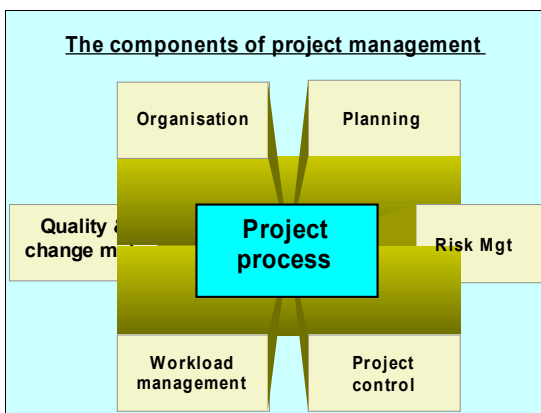 The components of project management
Organisation
Planning
Quality &
change m
Project
process
Risk Mgt
Workload
management
Project
control